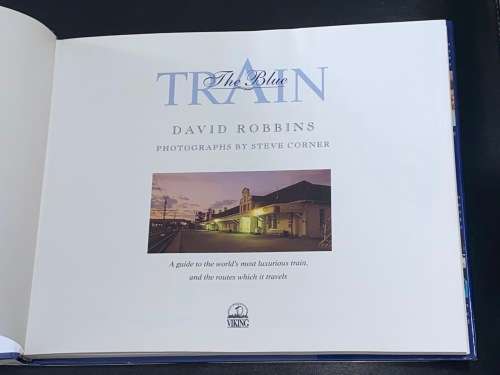 The Blue
TRAIN
DAVID ROBBINS
PHOTOGRAPHS BY STEVE CORNER
A guide to the world's most luxurious train,
and the routes which it travels
VIKING